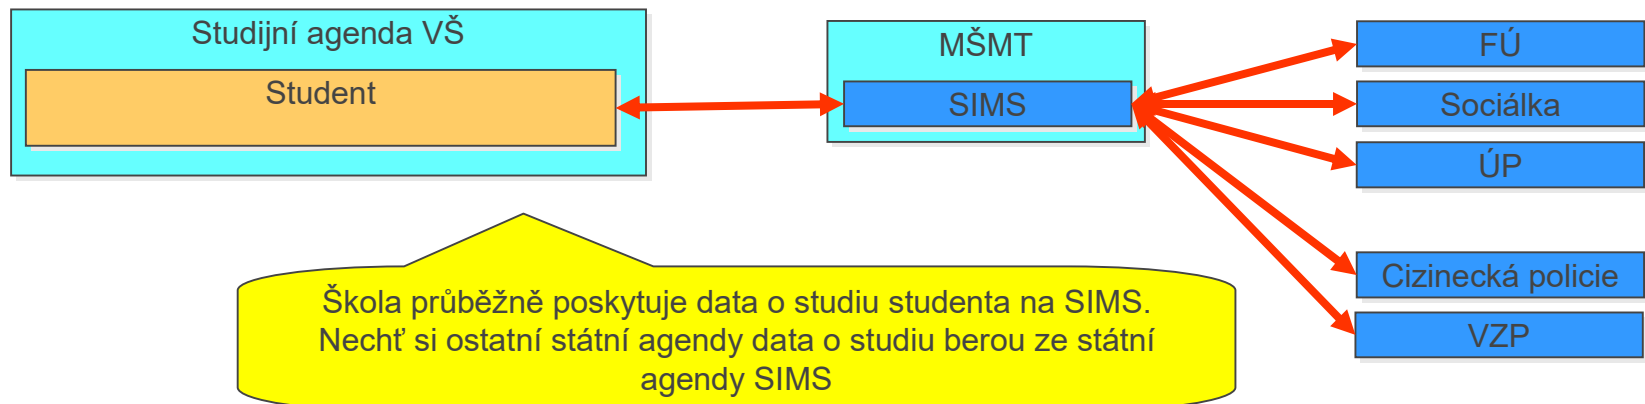 Studijní agenda VŠ
Student
MŠMT
SIMS
FÚ
Sociálka
ÚP
Cizinecká policie
VZP
Škola průběžně poskytuje data o studiu studenta na SIMS.
Nechť si ostatní státní agendy data o studiu berou ze státní
agendy SIMS